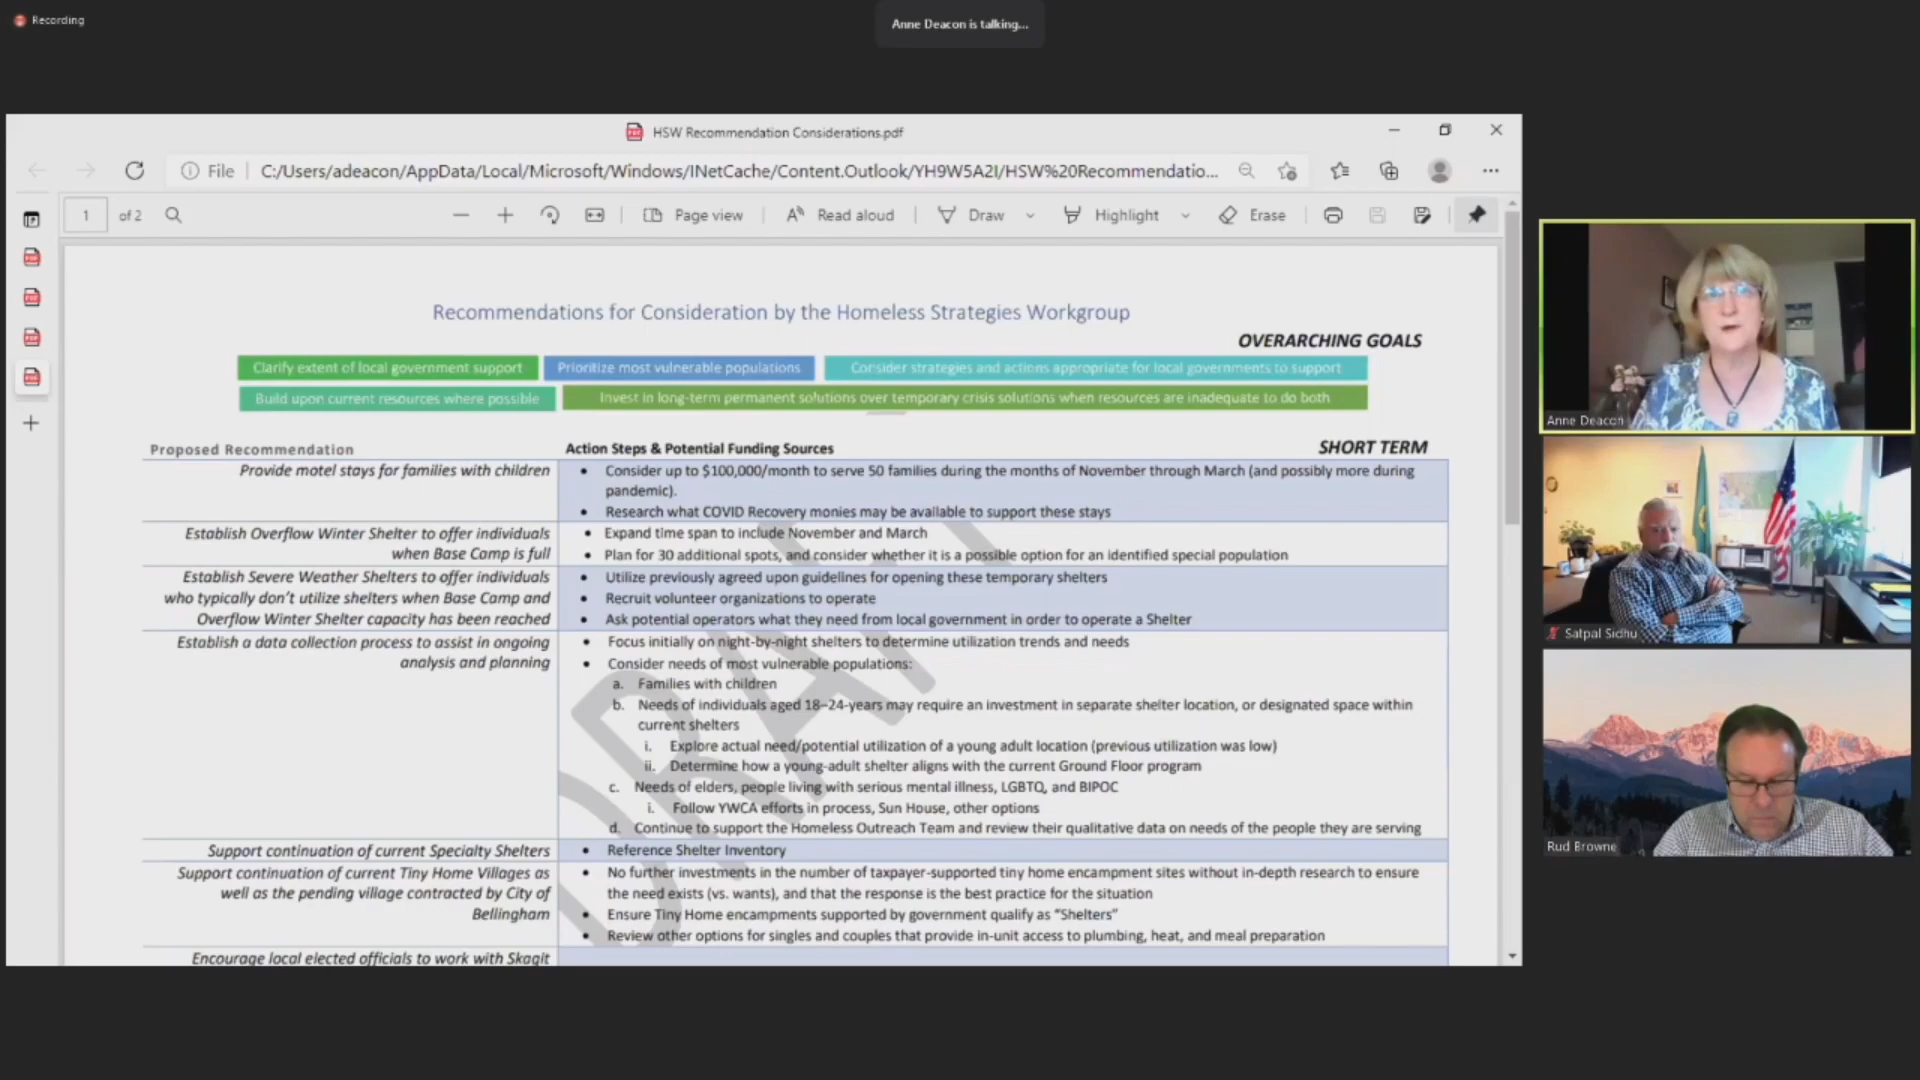 Recording
Anne Deacon is talking...
HSW Recommendation Considerations.pdf
File
C:/Users/adeacon/AppData/Local/Microsoft/Windows/INetCache/Content.Outlook/YH9W5A2I/HSW%20Recommendatio...
1 of 2
Page view
Read aloud
Draw
Highlight
Erase
Recommendations for Consideration by the Homeless Strategies Workgroup
OVERARCHING GOALS
Clarify extent of local government support
Prioritize most vulnerable populations
Consider strategies and actions appropriate for local governments to support
Build upon current resources where possible
Invest in long-term permanent solutions over temporary crisis solutions when resources are inadequate to do both
Proposed Recommendation
Action Steps & Potential Funding Sources
SHORT TERM
Provide motel stays for families with children
• Consider up to $100,000/month to serve 50 families during the months of November through March (and possibly more during
pandemic).
• Research what COVID Recovery monies may be available to support these stays
Establish Overflow Winter Shelter to offer individuals
when Base Camp is full
• Expand time span to include November and March
• Plan for 30 additional spots, and consider whether it is a possible option for an identified special population
Establish Severe Weather Shelters to offer individuals
who typically don't utilize shelters when Base Camp and
Overflow Winter Shelter capacity has been reached
• Utilize previously agreed upon guidelines for opening these temporary shelters
• Recruit volunteer organizations to operate
• Ask potential operators what they need from local government in order to operate a Shelter
Establish a data collection process to assist in ongoing
analysis and planning
• Focus initially on night-by-night shelters to determine utilization trends and needs
• Consider needs of most vulnerable populations:
a. Families with children
b. Needs of individuals aged 18–24-years may require an investment in separate shelter location, or designated space within
current shelters
i. Explore actual need/potential utilization of a young adult location (previous utilization was low)
ii. Determine how a young-adult shelter aligns with the current Ground Floor program
c. Needs of elders, people living with serious mental illness, LGBTQ, and BIPOC
i. Follow YWCA efforts in process, Sun House, other options
d. Continue to support the Homeless Outreach Team and review their qualitative data on needs of the people they are serving
Support continuation of current Specialty Shelters
• Reference Shelter Inventory
Support continuation of current Tiny Home Villages as
well as the pending village contracted by City of
Bellingham
• No further investments in the number of taxpayer-supported tiny home encampment sites without in-depth research to ensure
the need exists (vs. wants), and that the response is the best practice for the situation
• Ensure Tiny Home encampments supported by government qualify as "Shelters"
• Review other options for singles and couples that provide in-unit access to plumbing, heat, and meal preparation
Encourage local elected officials to work with Skagit
DRAFT
Anne Deacon
Satpal Sidhu
Rud Browne